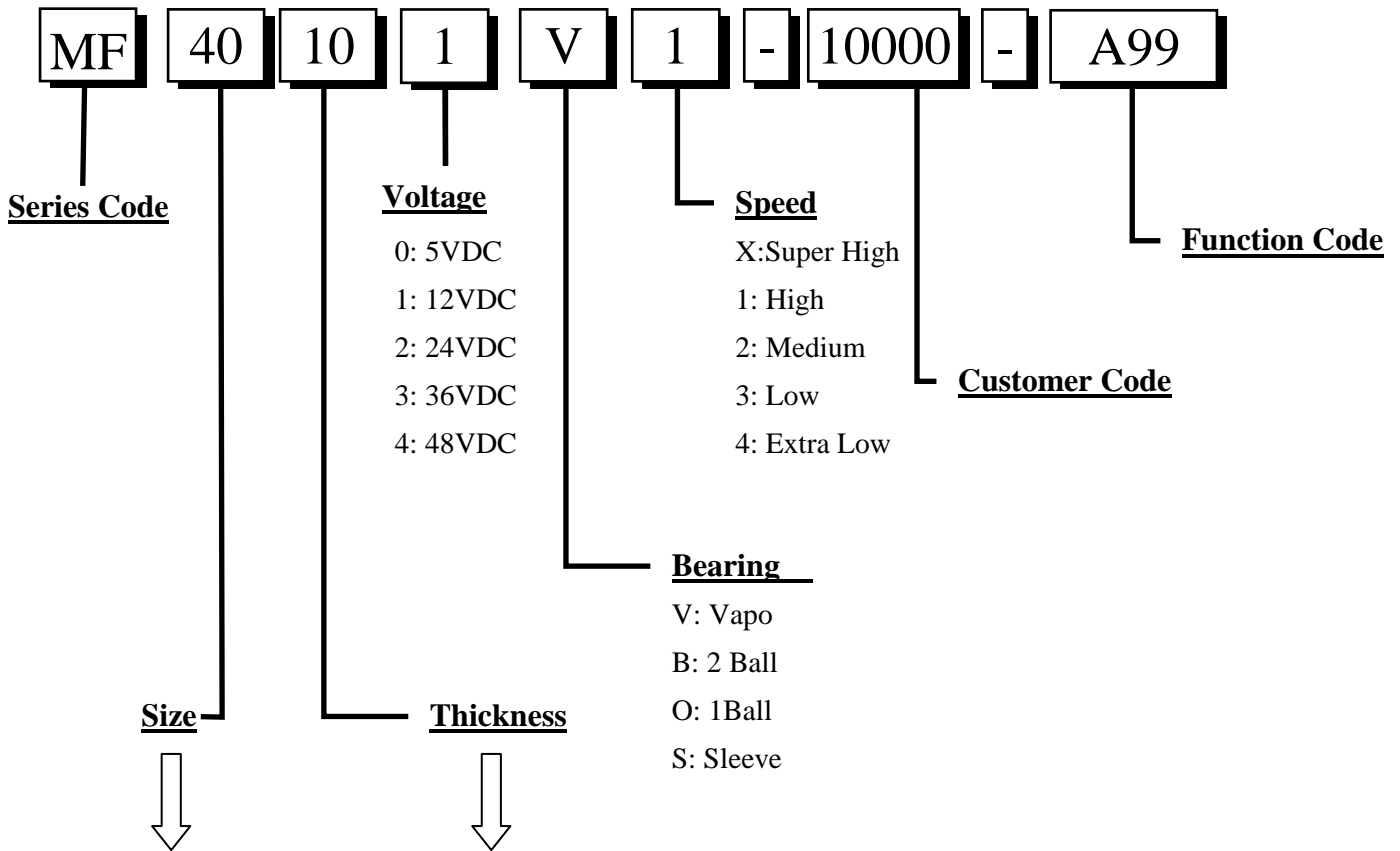 MF 40 10 1 V 1 - 10000 - A99
Series Code
Voltage
0: 5VDC
1: 12VDC
2: 24VDC
3: 36VDC
4: 48VDC
Speed
X:Super High
1: High
2: Medium
3: Low
4: Extra Low
Function Code
Customer Code
Bearing
V: Vapo
B: 2 Ball
O: 1Ball
S: Sleeve
Size
Thickness